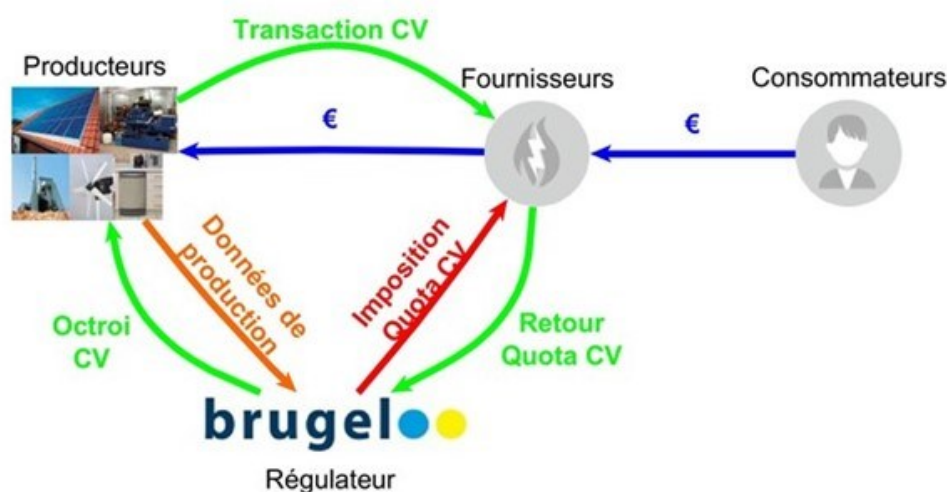 Transaction CV
Producteurs
Fournisseurs
Consommateurs
€
€
Données de
production
Imposition
Quota CV
Octroi
CV
Retour
Quota CV
brugel
Régulateur